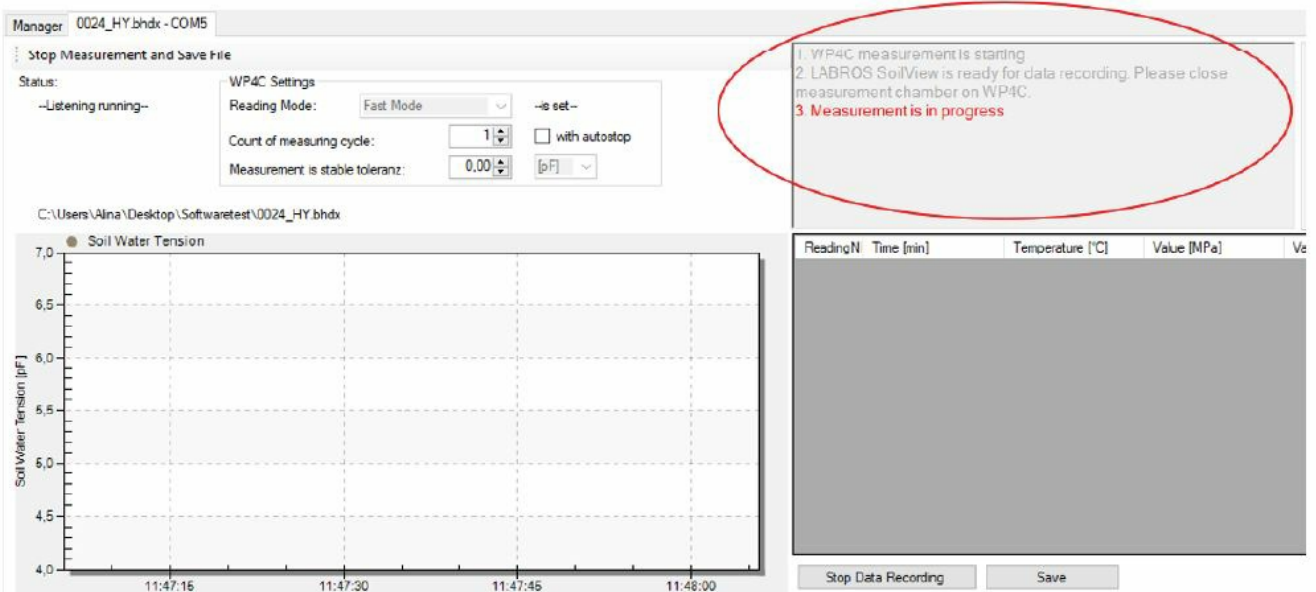 Manager 0024_HY.bhdx - COM5
Stop Measurement and Save File
Status:
--Listening running--
WP4C Settings
Reading Mode: Fast Mode --is set--
Count of measuring cycle: 1 with autostop
Measurement is stable toleranz: 0,00 [pF]
C:\Users\Alina\Desktop\Softwaretest\0024_HY.bhdx
1. WP4C measurement is starting
2. LABROS SoilView is ready for data recording. Please close
measurement chamber on WP4C.
3. Measurement is in progress
Soil Water Tension
7,0
6,5
6,0
5,5
5,0
4,5
4,0
Soil Water Tension [pF]
11:47:15 11:47:30 11:47:45 11:48:00
ReadingN Time [min] Temperature [°C] Value [MPa] Va
Stop Data Recording Save